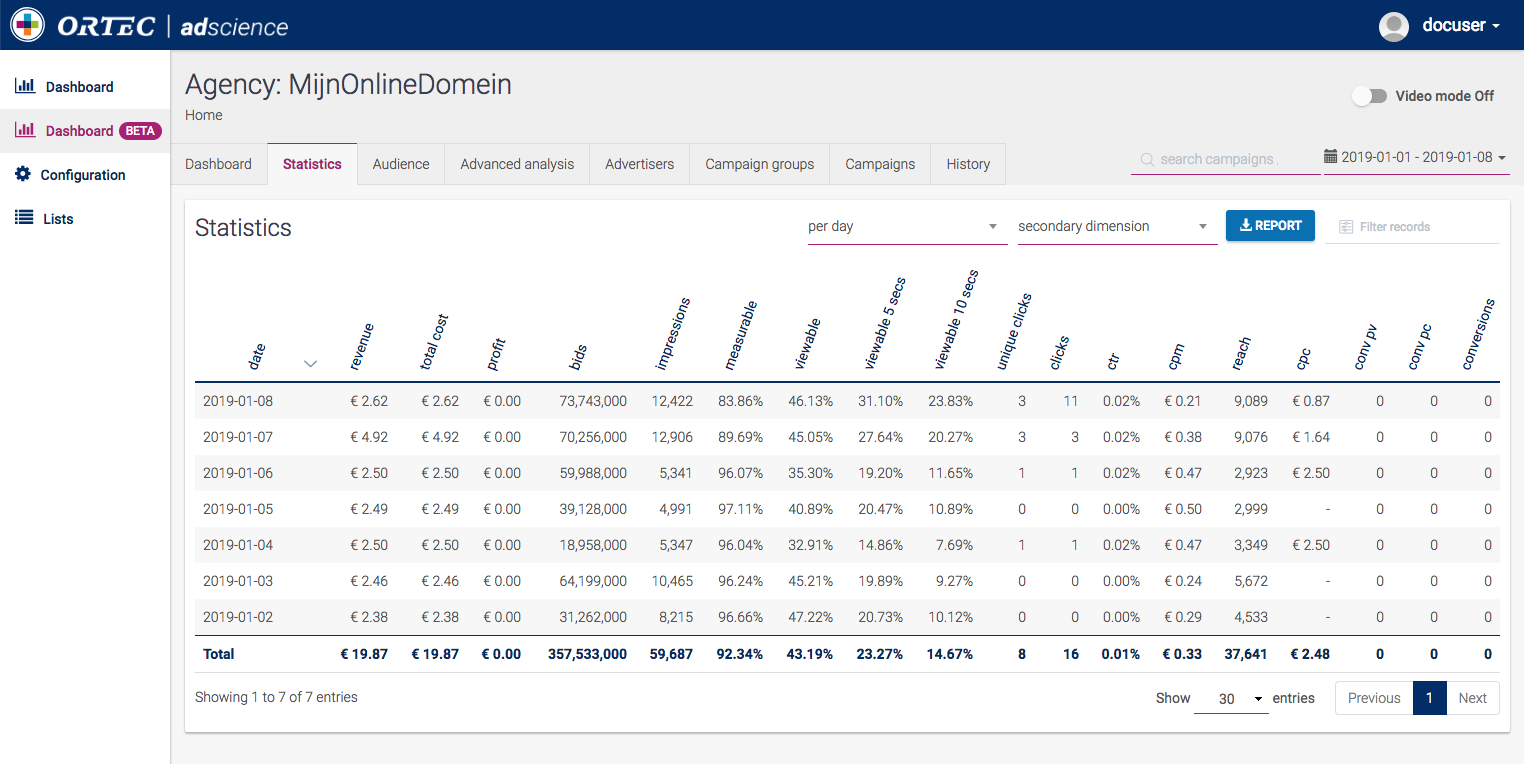 ORTEC | adscience
docuser
Dashboard
Dashboard BETA
Configuration
Lists
Agency: MijnOnlineDomein
Home
Video mode Off
Dashboard Statistics Audience Advanced analysis Advertisers Campaign groups Campaigns History
search campaigns .
2019-01-01 - 2019-01-08
Statistics
per day
secondary dimension
REPORT
Filter records
date revenue total cost profit bids impressions measurable viewable viewable 5 secs viewable 10 secs unique clicks clicks ctr cpm reach cpc conv pv conv pc conversions
2019-01-08 € 2.62 € 2.62 € 0.00 73,743,000 12,422 83.86% 46.13% 31.10% 23.83% 3 11 0.02% € 0.21 9,089 € 0.87 0 0 0
2019-01-07 € 4.92 € 4.92 € 0.00 70,256,000 12,906 89.69% 45.05% 27.64% 20.27% 3 3 0.02% € 0.38 9,076 € 1.64 0 0 0
2019-01-06 € 2.50 € 2.50 € 0.00 59,988,000 5,341 96.07% 35.30% 19.20% 11.65% 1 1 0.02% € 0.47 2,923 € 2.50 0 0 0
2019-01-05 € 2.49 € 2.49 € 0.00 39,128,000 4,991 97.11% 40.89% 20.47% 10.89% 0 0 0.00% € 0.50 2,999 - 0 0 0
2019-01-04 € 2.50 € 2.50 € 0.00 18,958,000 5,347 96.04% 32.91% 14.86% 7.69% 1 1 0.02% € 0.47 3,349 € 2.50 0 0 0
2019-01-03 € 2.46 € 2.46 € 0.00 64,199,000 10,465 96.24% 45.21% 19.89% 9.27% 0 0 0.00% € 0.24 5,672 - 0 0 0
2019-01-02 € 2.38 € 2.38 € 0.00 31,262,000 8,215 96.66% 47.22% 20.73% 10.12% 0 0 0.00% € 0.29 4,533 - 0 0 0
Total € 19.87 € 19.87 € 0.00 357,533,000 59,687 92.34% 43.19% 23.27% 14.67% 8 16 0.01% € 0.33 37,641 € 2.48 0 0 0
Showing 1 to 7 of 7 entries
Show 30 entries
Previous 1 Next